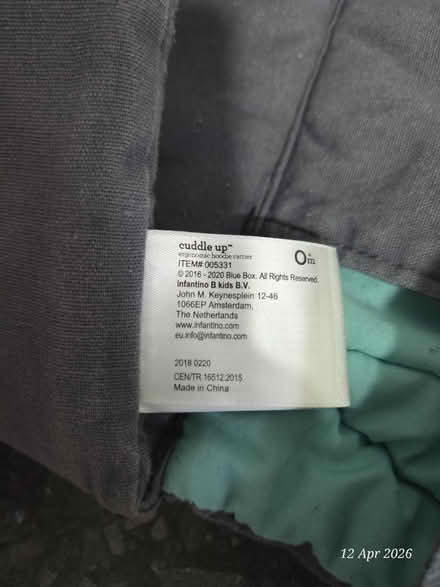 cuddle up™
ergonomic hoodie carrier
ITEM# 005331
© 2016 - 2020 Blue Box. All Rights Reserved.
Infantino B kids B.V.
John M. Keynesplein 12-46
1066EP Amsterdam,
The Netherlands
www.infantino.com
eu.info@infantino.com
2018 0220
CEN/TR 16512:2015
Made in China
0+m
12 Apr 2026